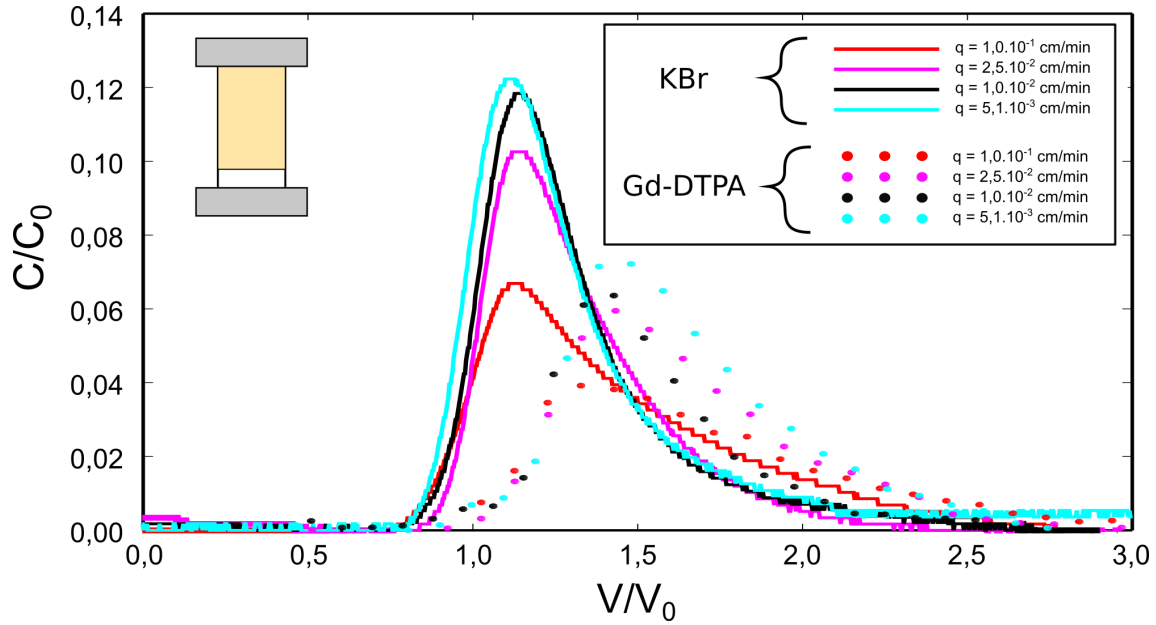 0,14
0,12
0,10
0,08
0,06
0,04
0,02
0,00
C/C₀
0,0
0,5
1,0
1,5
2,0
2,5
3,0
V/V₀
KBr
q = 1,0.10⁻¹ cm/min
q = 2,5.10⁻² cm/min
q = 1,0.10⁻² cm/min
q = 5,1.10⁻³ cm/min
Gd-DTPA
q = 1,0.10⁻¹ cm/min
q = 2,5.10⁻² cm/min
q = 1,0.10⁻² cm/min
q = 5,1.10⁻³ cm/min